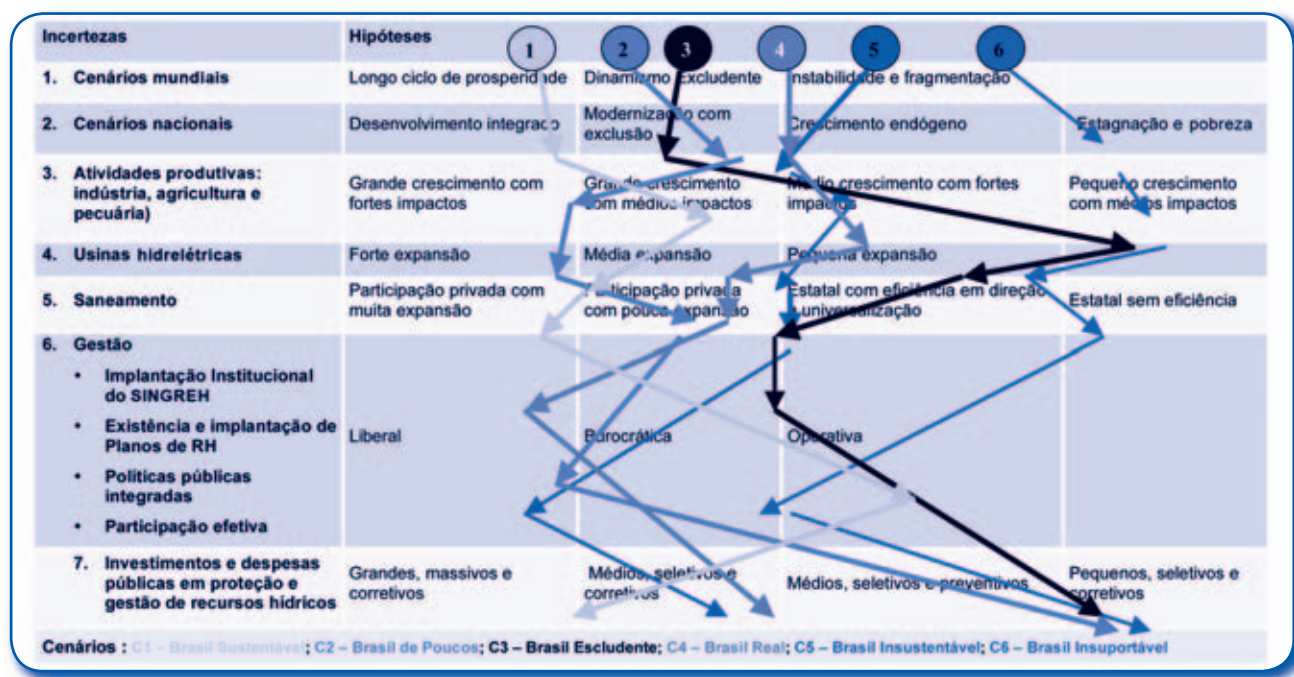 Incertezas
Hipóteses
1
2
3
4
5
6
1. Cenários mundiais
Longo ciclo de prosperidade
Dinamismo Excludente
Instabilidade e fragmentação
2. Cenários nacionais
Desenvolvimento integrado
Modernização com
exclusão
Crescimento endógeno
Estagnação e pobreza
3. Atividades produtivas:
indústria, agricultura e
pecuária)
Grande crescimento com
fortes impactos
Grande crescimento
com médios impactos
Médio crescimento com fortes
impactos
Pequeno crescimento
com médios impactos
4. Usinas hidrelétricas
Forte expansão
Média expansão
Pequena expansão
5. Saneamento
Participação privada com
muita expansão
Participação privada
com pouca expansão
Estatal com eficiência em direção
a universalização
Estatal sem eficiência
6. Gestão
• Implantação Institucional
do SINGREH
• Existência e implantação de
Planos de RH
• Políticas públicas
integradas
• Participação efetiva
Liberal
Burocrática
Operativa
7. Investimentos e despesas
públicas em proteção e
gestão de recursos hídricos
Grandes, massivos e
corretivos
Médios, seletivos e
corretivos
Médios, seletivos e preventivos
Pequenos, seletivos e
corretivos
Cenários : C1 – Brasil Sustentável; C2 – Brasil de Poucos; C3 – Brasil Escludente; C4 – Brasil Real; C5 – Brasil Insustentável; C6 – Brasil Insuportável